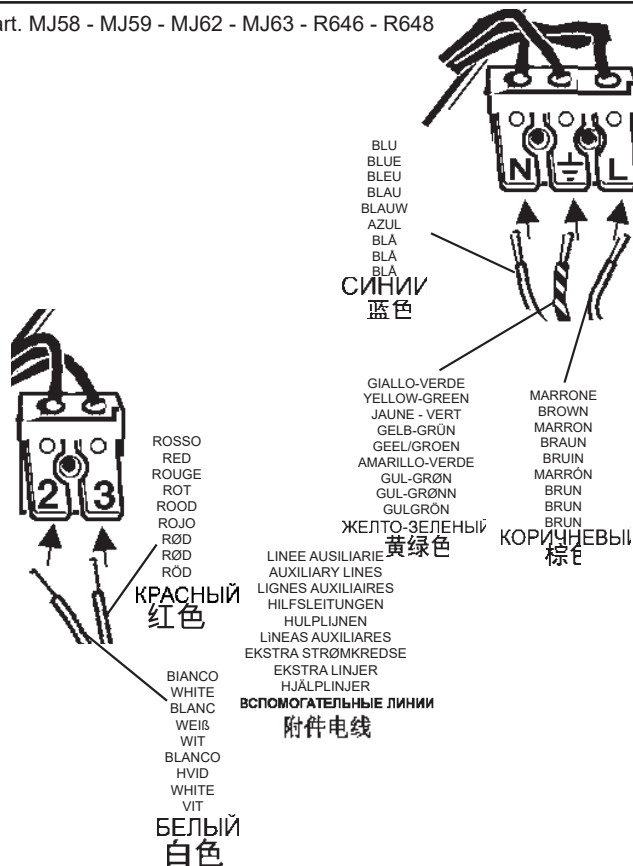 art. MJ58 - MJ59 - MJ62 - MJ63 - R646 - R648
BLU
BLUE
BLEU
BLAU
BLAUW
AZUL
BLÅ
BLÅ
BLÅ
СИНИЙ
蓝色
N L
GIALLO-VERDE
YELLOW-GREEN
JAUNE - VERT
GELB-GRÜN
GEEL/GROEN
AMARILLO-VERDE
GUL-GRØN
GUL-GRØNN
GULGRÖN
ЖЕЛТО-ЗЕЛЕНЫЙ
黄绿色
MARRONE
BROWN
MARRON
BRAUN
BRUIN
MARRÓN
BRUN
BRUN
BRUN
КОРИЧНЕВЫЙ
棕色
2 3
ROSSO
RED
ROUGE
ROT
ROOD
ROJO
RØD
RØD
RÖD
КРАСНЫЙ
红色
LINEE AUSILIARIE
AUXILIARY LINES
LIGNES AUXILIAIRES
HILFSLEITUNGEN
HULPLIJNEN
LíNEAS AUXILIARES
EKSTRA STRØMKREDSE
EKSTRA LINJER
HJÄLPLINJER
ВСПОМОГАТЕЛЬНЫЕ ЛИНИИ
附件电线
BIANCO
WHITE
BLANC
WEIß
WIT
BLANCO
HVID
WHITE
VIT
БЕЛЫЙ
白色